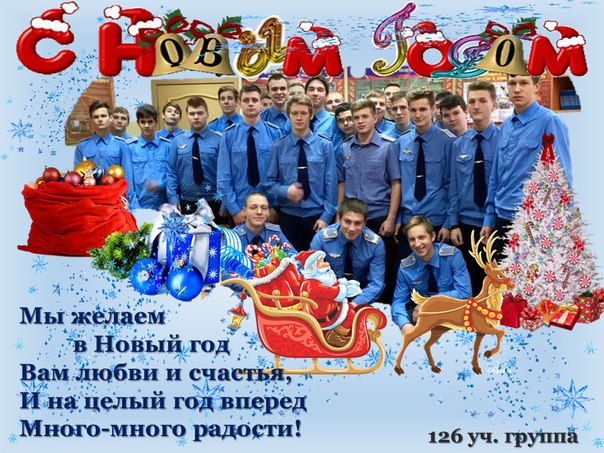 С Новым Годом
Мы желаем
в Новый год
Вам любви и счастья,
И на целый год вперед
Много-много радости!
126 уч. группа